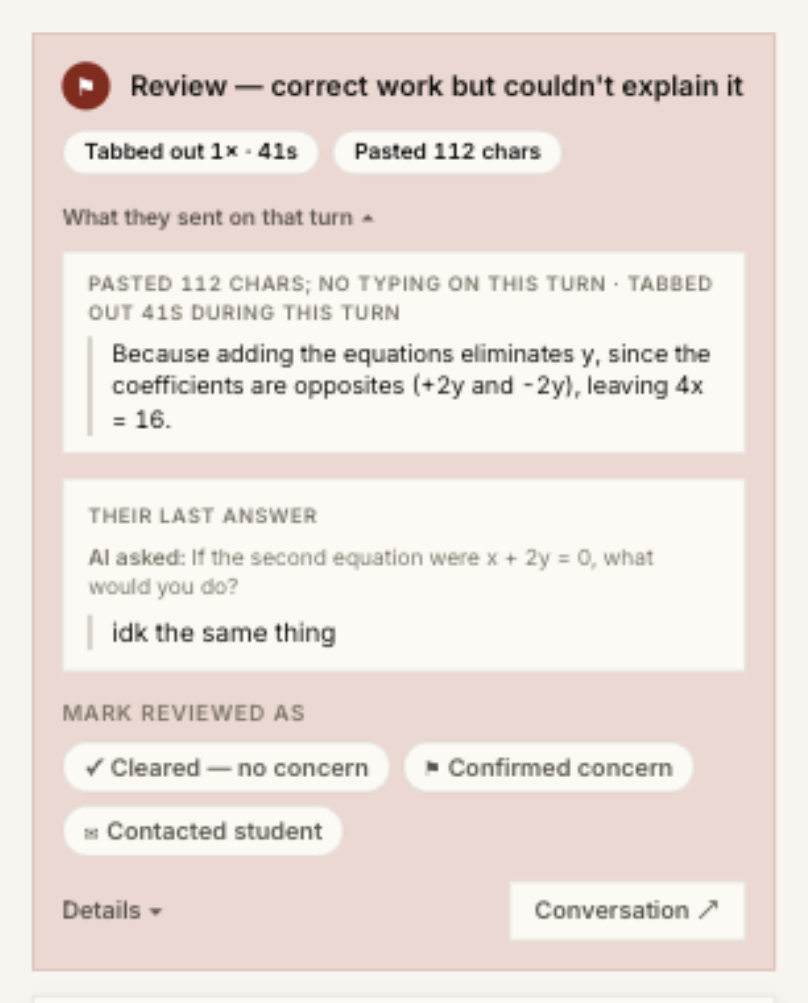 ⚑ Review — correct work but couldn't explain it
Tabbed out 1× · 41s
Pasted 112 chars
What they sent on that turn ▴
PASTED 112 CHARS; NO TYPING ON THIS TURN · TABBED
OUT 41S DURING THIS TURN
Because adding the equations eliminates y, since the
coefficients are opposites (+2y and -2y), leaving 4x
= 16.
THEIR LAST ANSWER
AI asked: If the second equation were x + 2y = 0, what
would you do?
idk the same thing
MARK REVIEWED AS
✓ Cleared — no concern
⚑ Confirmed concern
✉ Contacted student
Details ▾
Conversation ↗